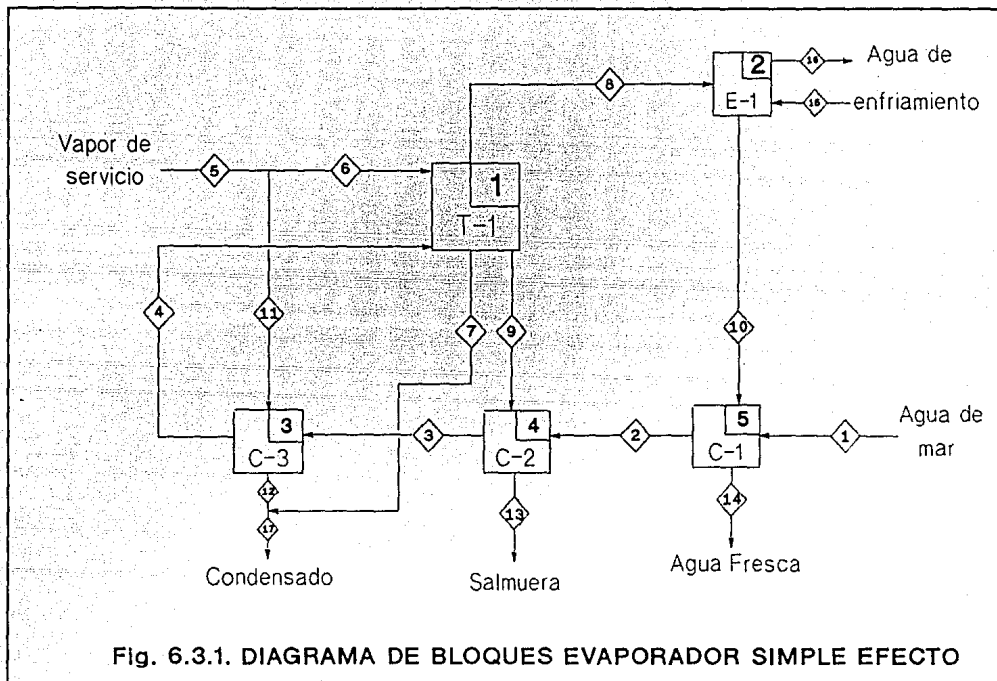 2
E-1
18
Agua de
16
enfriamiento
8
Vapor de
servicio
5
6
1
T-1
4
11
7
9
10
3
C-3
3
4
C-2
2
5
C-1
1
Agua de
mar
12
17
13
14
Condensado
Salmuera
Agua Fresca
Fig. 6.3.1. DIAGRAMA DE BLOQUES EVAPORADOR SIMPLE EFECTO